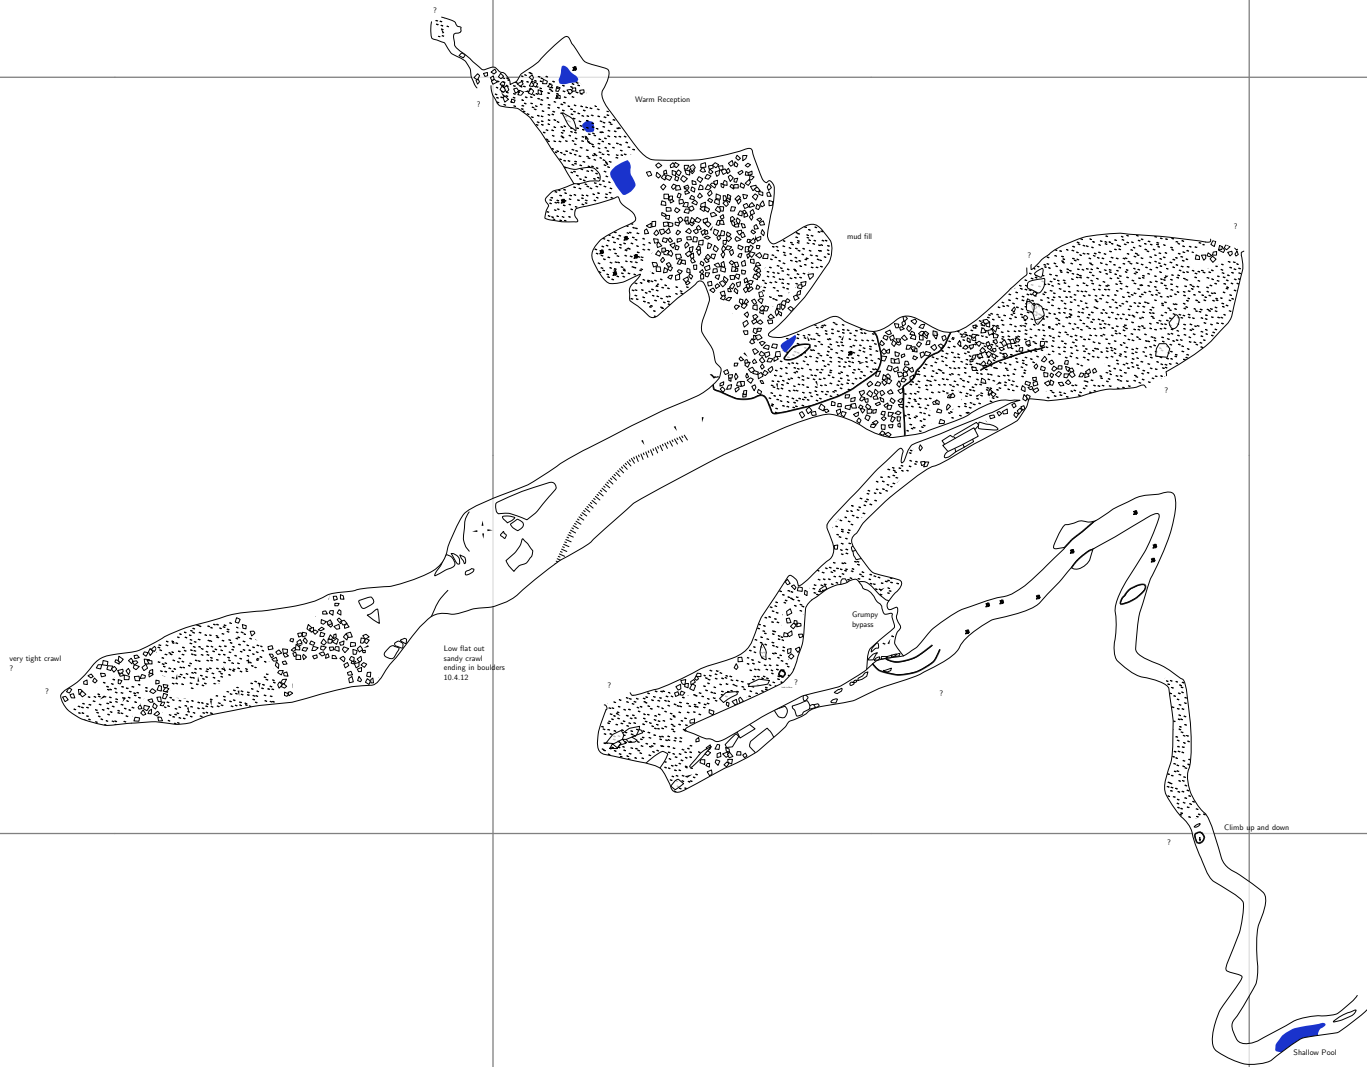 ?
Warm Reception
?
?
mud fill
?
?
Grumpy
bypass
Low flat out
sandy crawl
ending in boulders
10.4.12
very tight crawl
?
?
?
?
?
Climb up and down
?
Shallow Pool